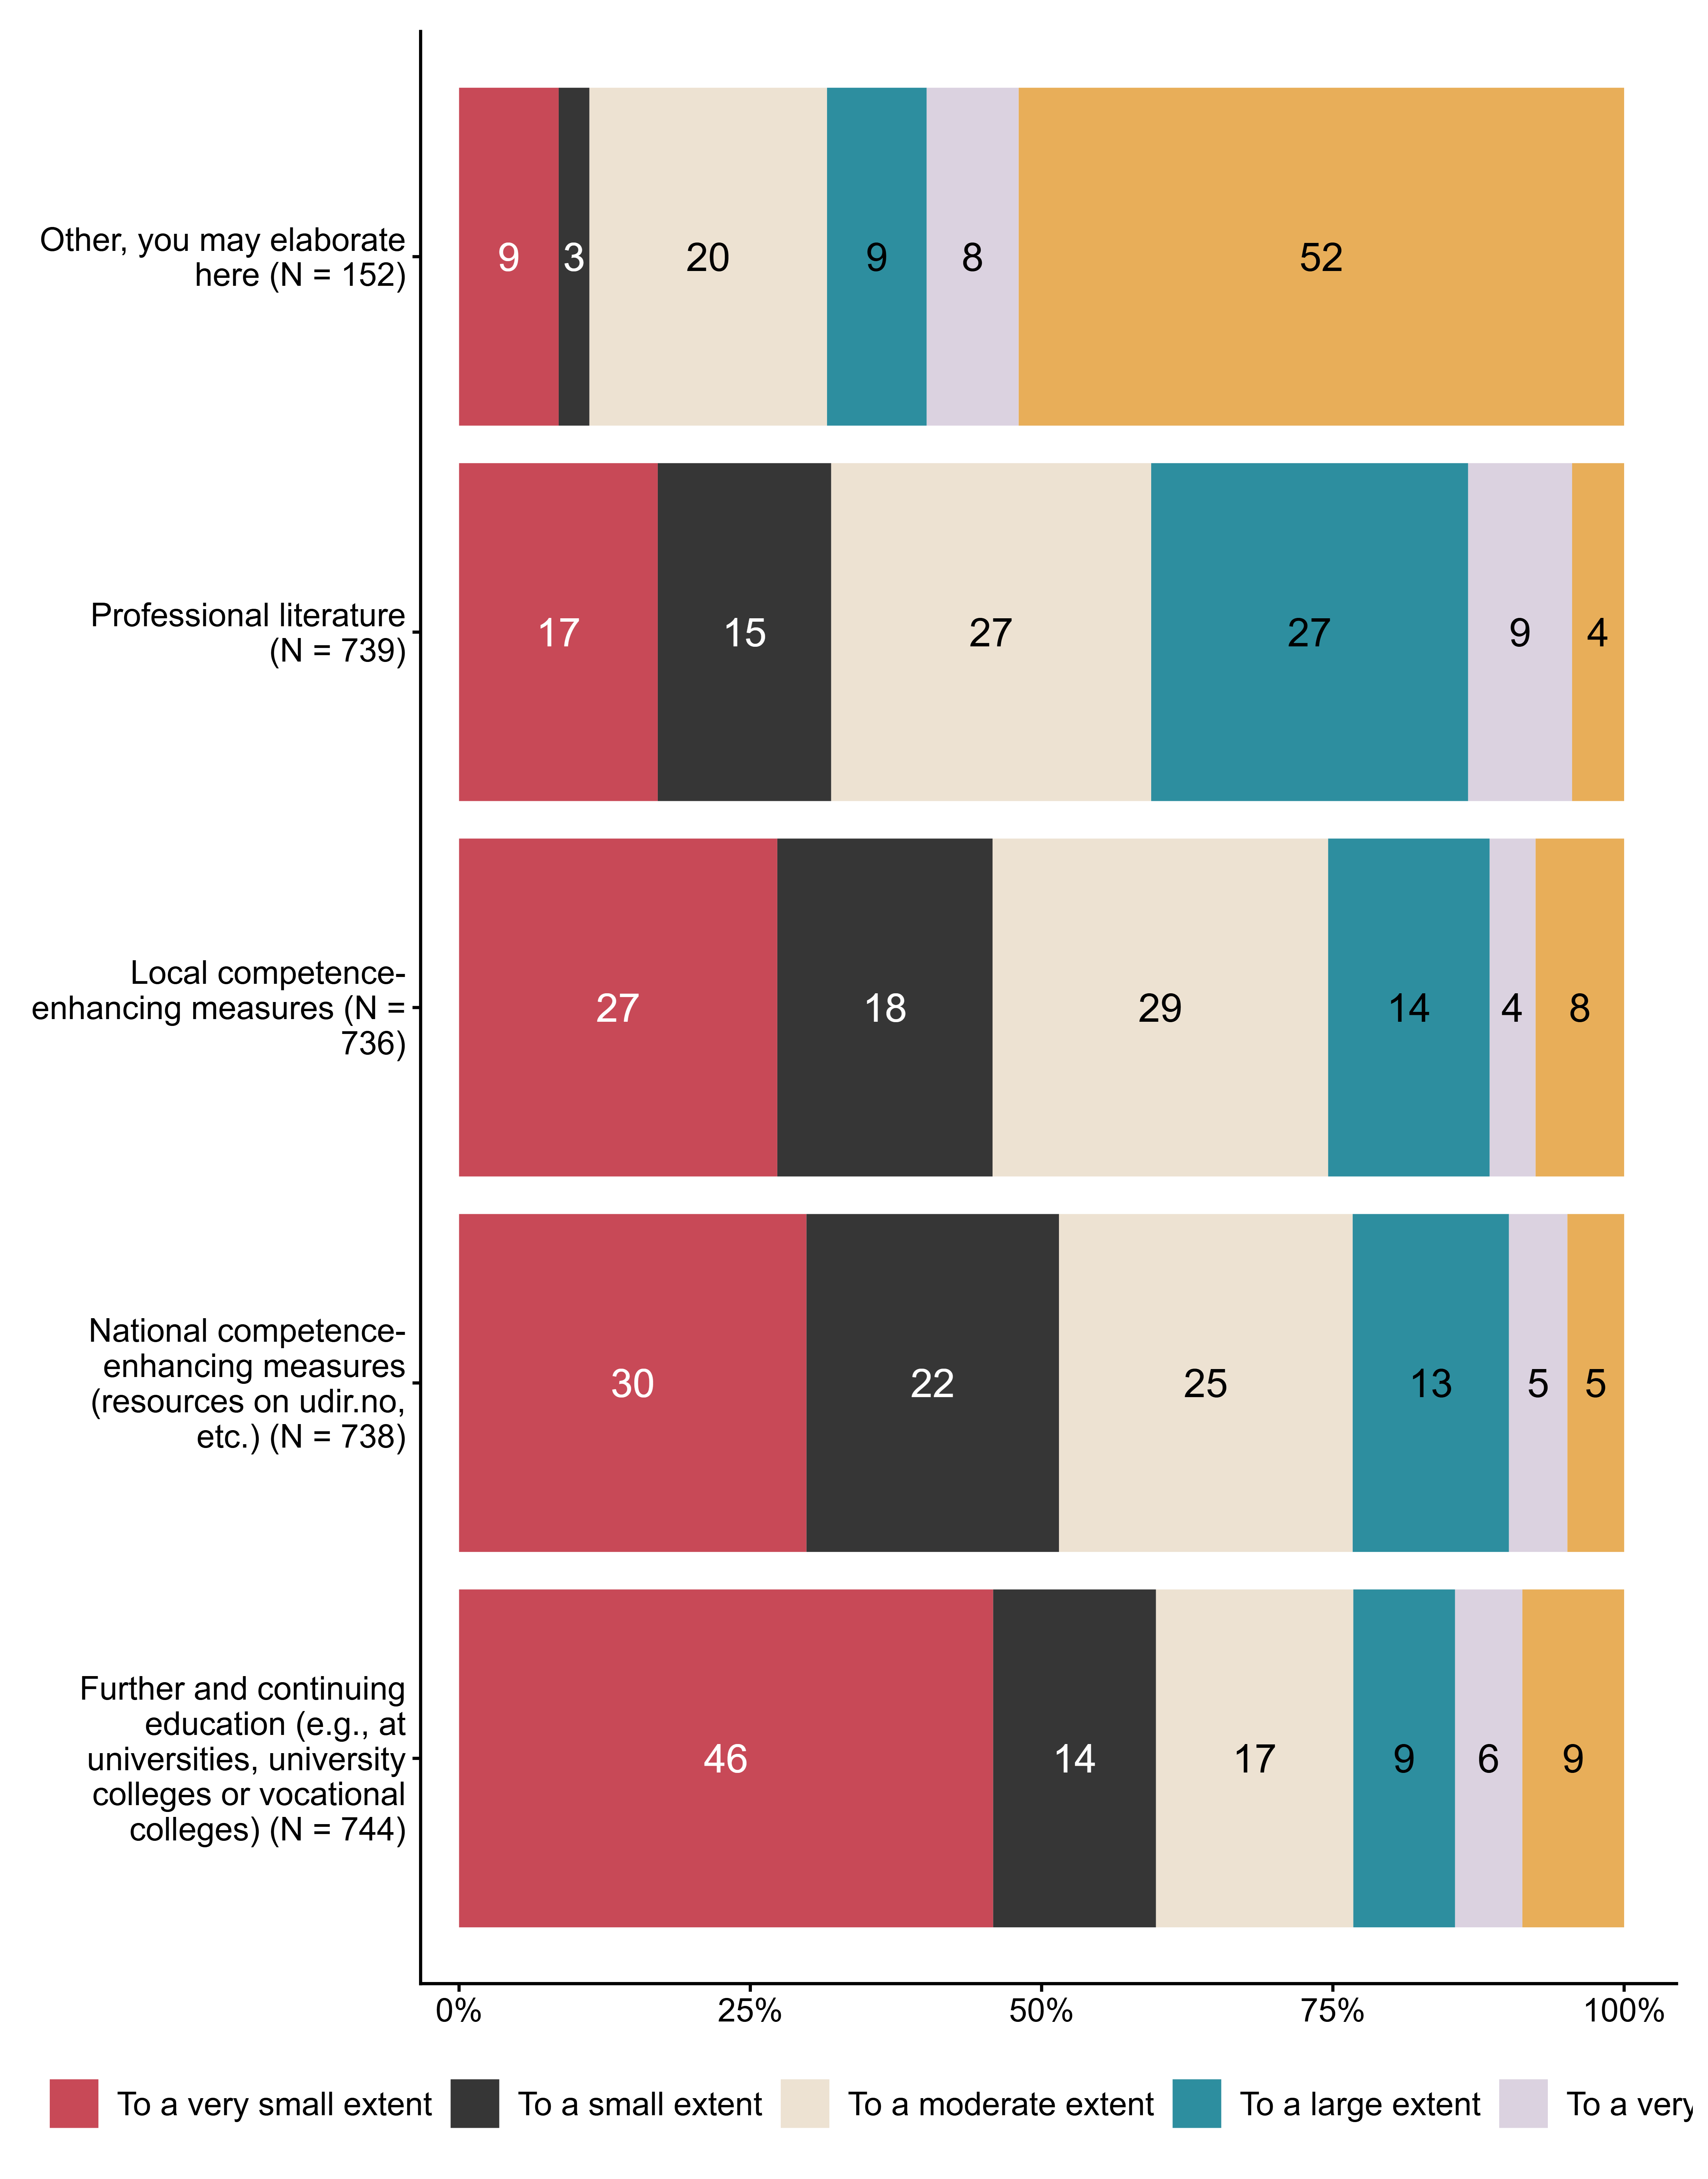 Other, you may elaborate
here (N = 152)
9 3 20 9 8 52
Professional literature
(N = 739)
17 15 27 27 9 4
Local competence-
enhancing measures (N =
736)
27 18 29 14 4 8
National competence-
enhancing measures
(resources on udir.no,
etc.) (N = 738)
30 22 25 13 5 5
Further and continuing
education (e.g., at
universities, university
colleges or vocational
colleges) (N = 744)
46 14 17 9 6 9
0% 25% 50% 75% 100%
To a very small extent To a small extent To a moderate extent To a large extent To a very